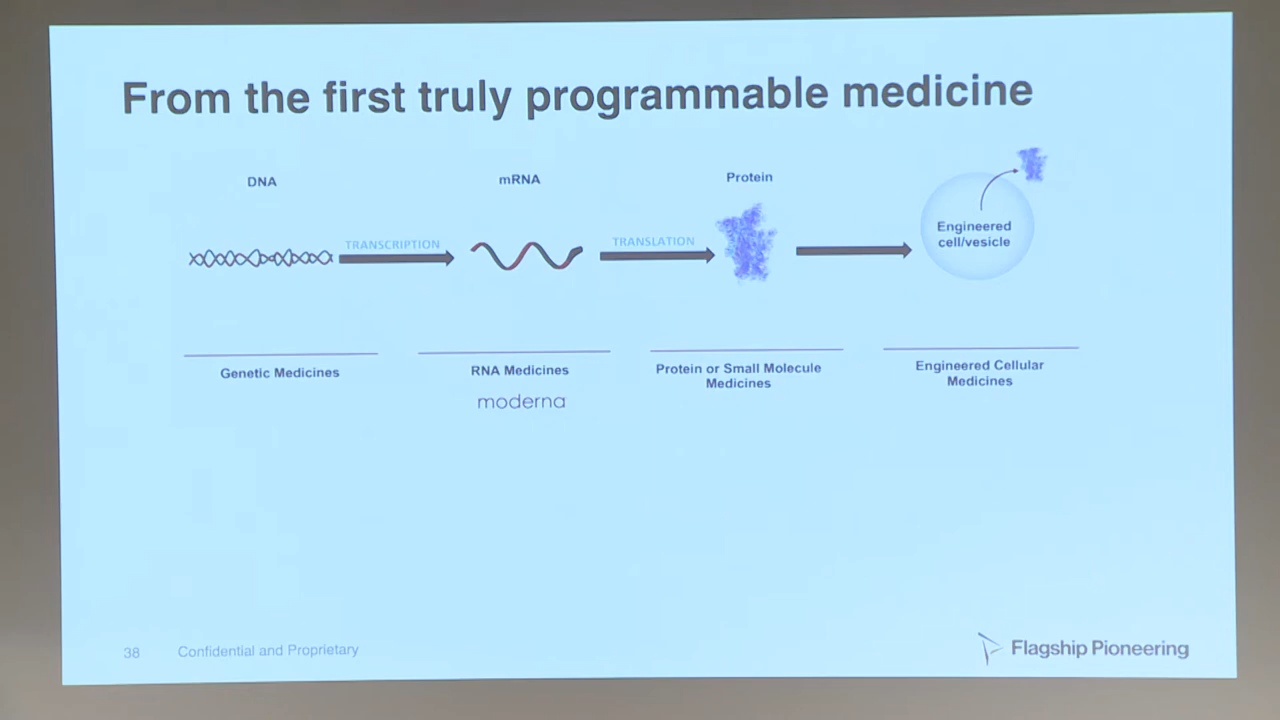 From the first truly programmable medicine
DNA
mRNA
Protein
TRANSCRIPTION
TRANSLATION
Engineered
cell/vesicle
Genetic Medicines
RNA Medicines
moderna
Protein or Small Molecule
Medicines
Engineered Cellular
Medicines
38
Confidential and Proprietary
Flagship Pioneering